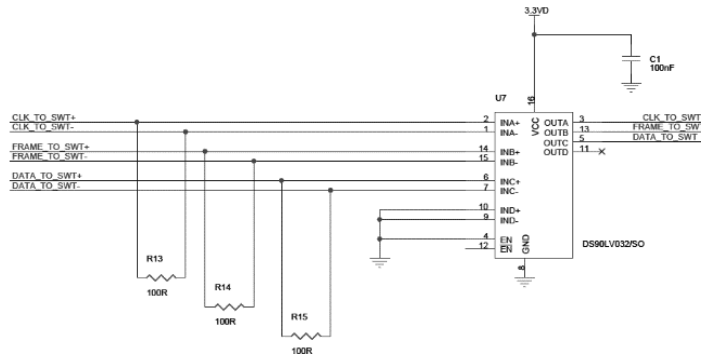 3.3VD
C1
100nF
U7
16
VCC
CLK_TO_SWT+
CLK_TO_SWT-
2
1
INA+
INA-
OUTA
OUTB
OUTC
OUTD
3
13
5
11
CLK_TO_SWT
FRAME_TO_SWT
DATA_TO_SWT
FRAME_TO_SWT+
FRAME_TO_SWT-
14
15
INB+
INB-
DATA_TO_SWT+
DATA_TO_SWT-
6
7
INC+
INC-
10
9
IND+
IND-
4
12
EN
EN
GND
8
DS90LV032/SO
R13
100R
R14
100R
R15
100R